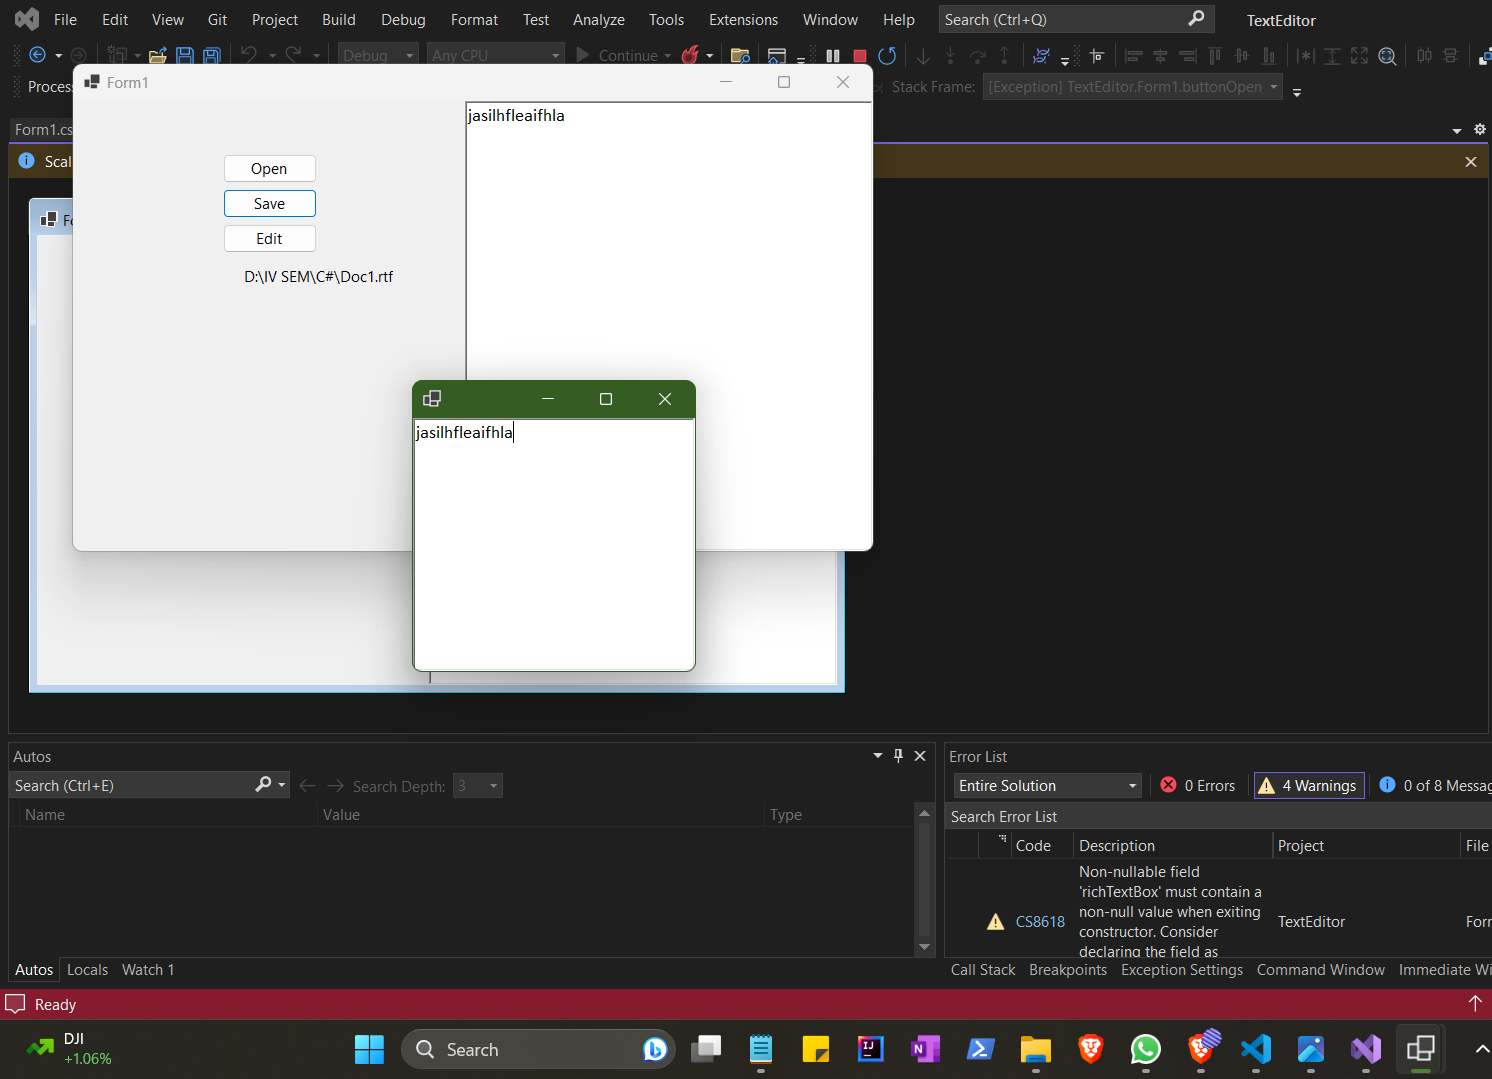 File Edit View Git Project Build Debug Format Test Analyze Tools Extensions Window Help Search (Ctrl+Q) TextEditor
Debug Any CPU Continue
Form1
Stack Frame: [Exception] TextEditor.Form1.buttonOpen
jasilhfleaifhla
Form1.cs
Open
Save
Edit
D:\IV SEM\C#\Doc1.rtf
jasilhfleaifhla
Autos
Search (Ctrl+E) Search Depth: 3
Name Value Type
Autos Locals Watch 1
Error List
Entire Solution 0 Errors 4 Warnings 0 of 8 Messag
Search Error List
Code Description Project File
Non-nullable field
'richTextBox' must contain a
non-null value when exiting
CS8618 constructor. Consider TextEditor Forr
declaring the field as
Call Stack Breakpoints Exception Settings Command Window Immediate Wi
Ready
DJI
+1.06%
Search